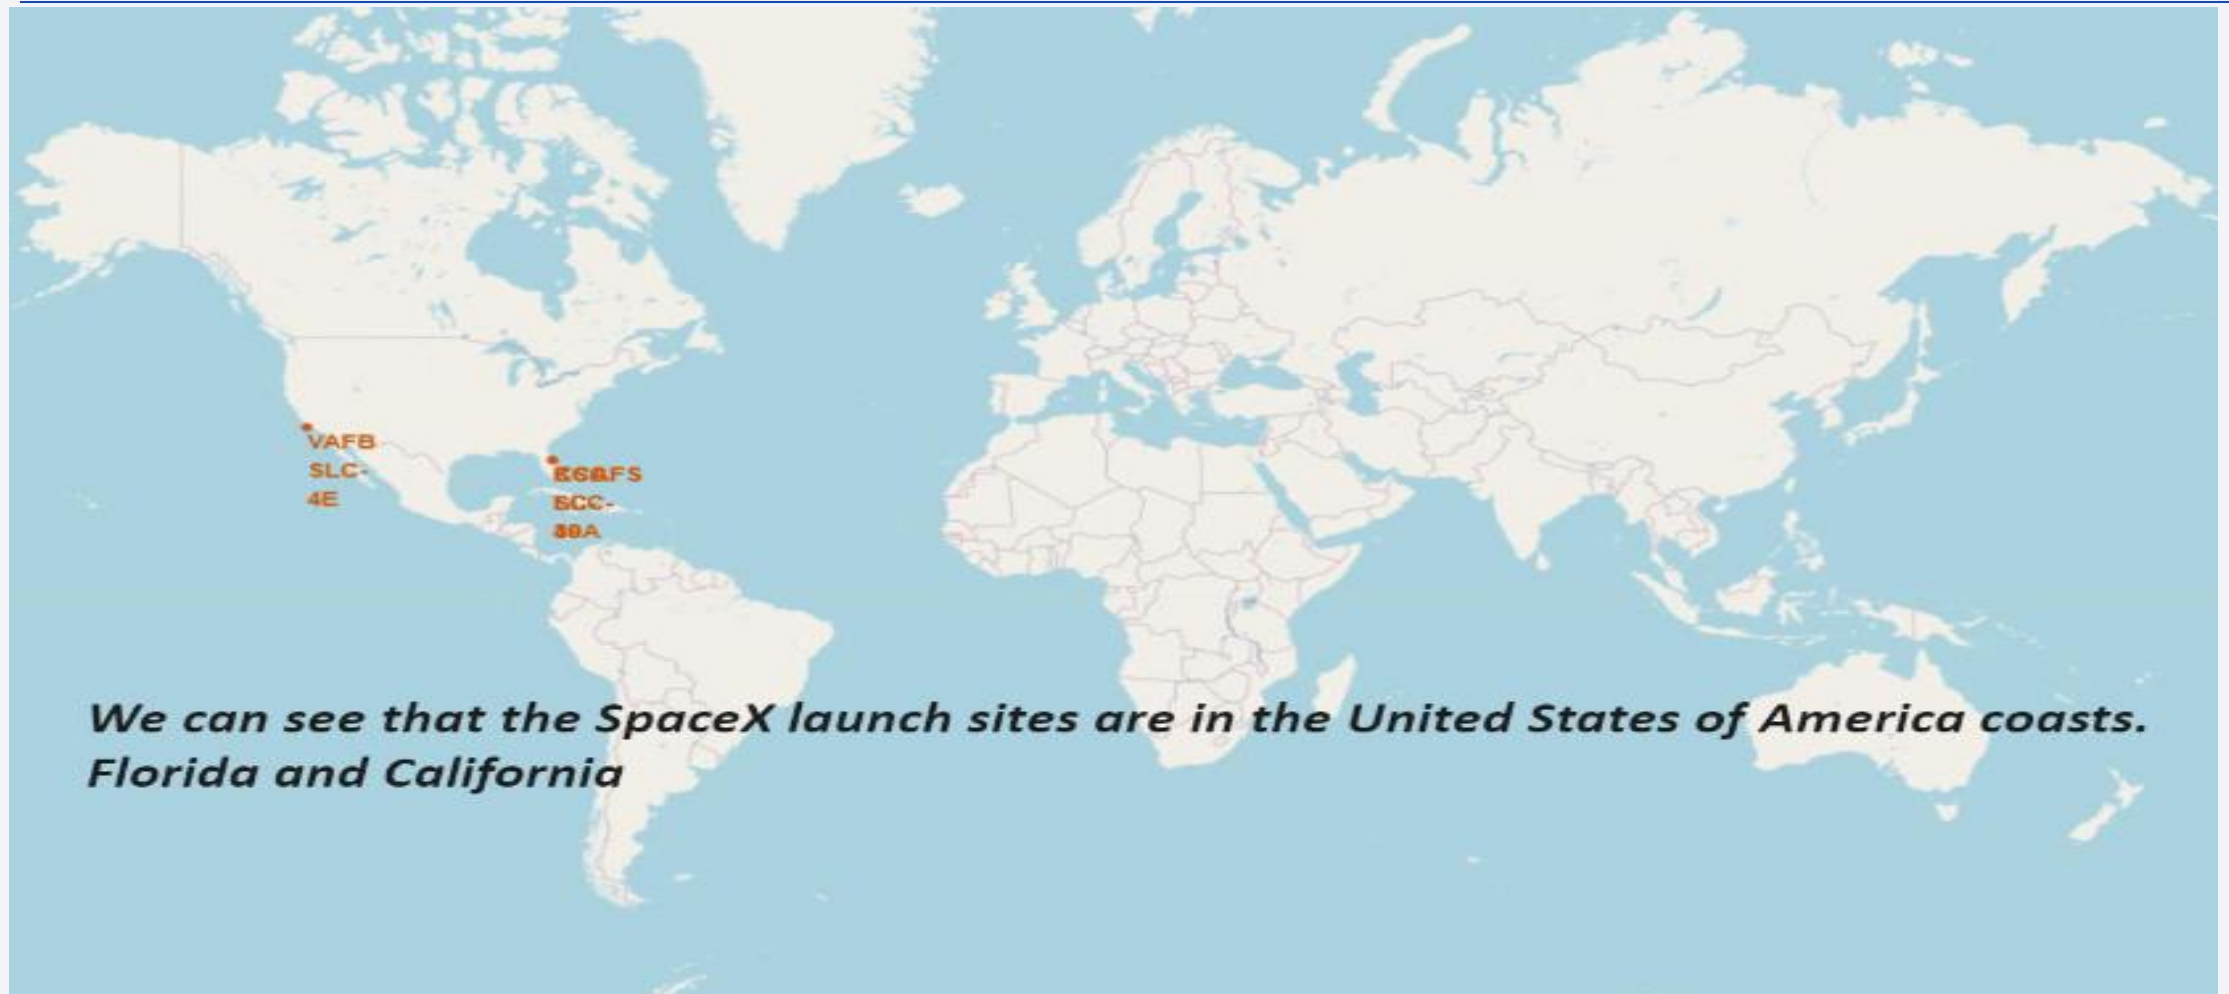 VAFB
SLC-
4E
We can see that the SpaceX launch sites are in the United States of America coasts.
Florida and California